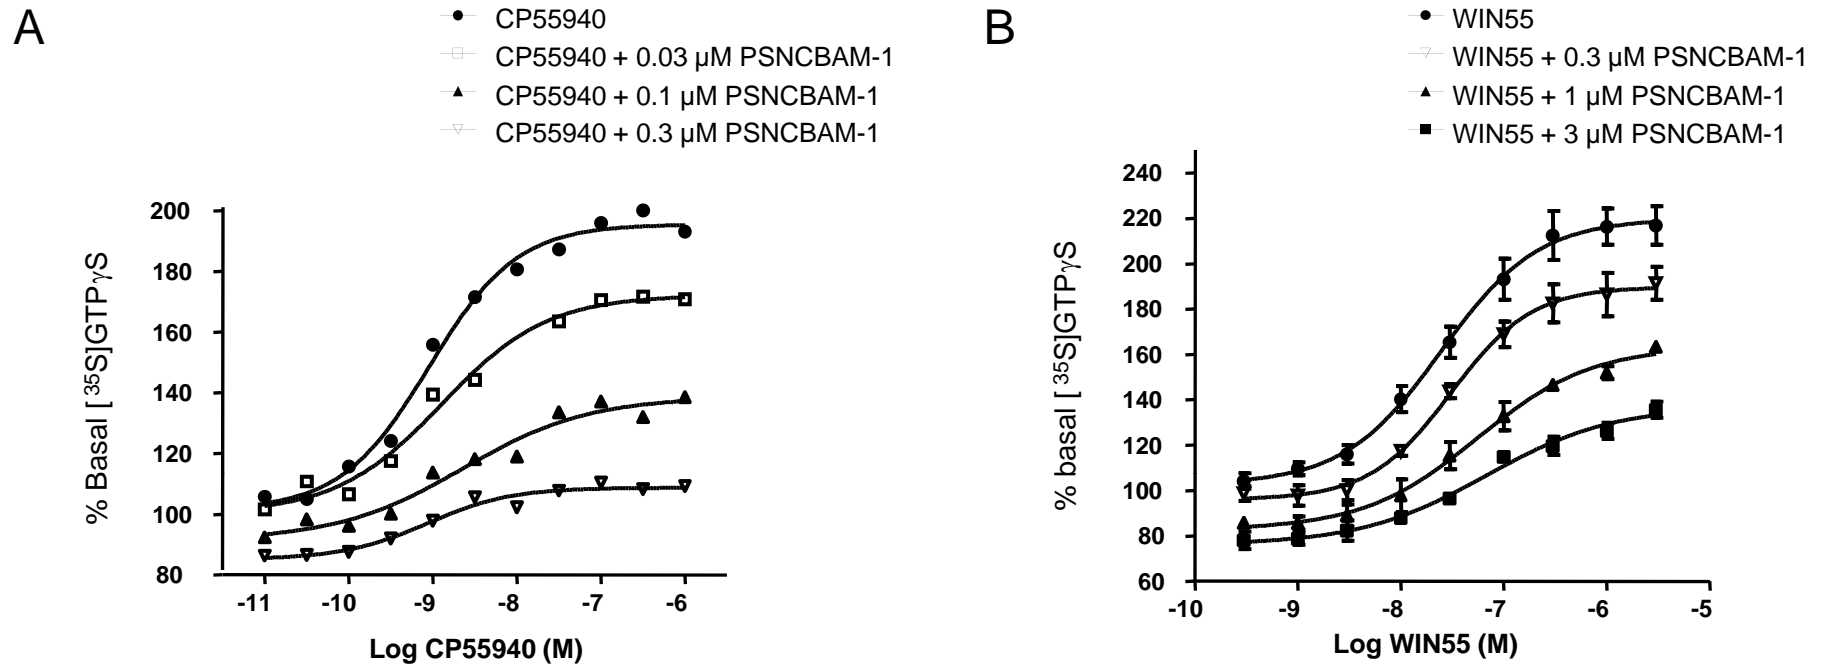 A
CP55940
CP55940 + 0.03 µM PSNCBAM-1
CP55940 + 0.1 µM PSNCBAM-1
CP55940 + 0.3 µM PSNCBAM-1
% Basal [ ³⁵S]GTPγS
200
180
160
140
120
100
80
-11 -10 -9 -8 -7 -6
Log CP55940 (M)
B
WIN55
WIN55 + 0.3 µM PSNCBAM-1
WIN55 + 1 µM PSNCBAM-1
WIN55 + 3 µM PSNCBAM-1
% basal [ ³⁵S]GTPγS
240
220
200
180
160
140
120
100
80
60
-10 -9 -8 -7 -6 -5
Log WIN55 (M)